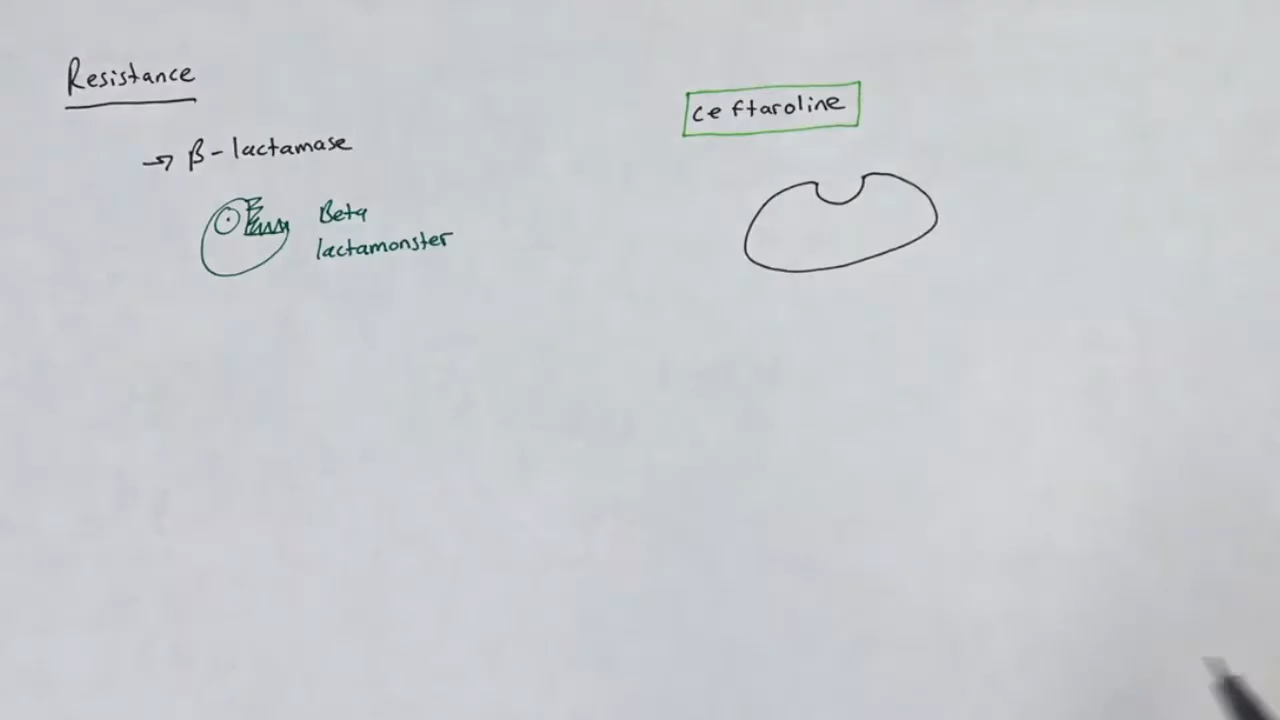 Resistance
→ β-lactamase
Beta
lactamonster
ceftaroline